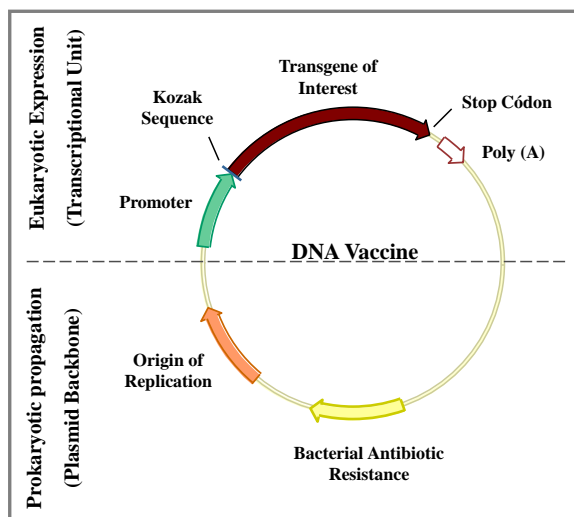 Eukaryotic Expression
(Transcriptional Unit)
Transgene of
Interest
Kozak
Sequence
Stop Códon
Poly (A)
Promoter
DNA Vaccine
Prokaryotic propagation
(Plasmid Backbone)
Origin of
Replication
Bacterial Antibiotic
Resistance